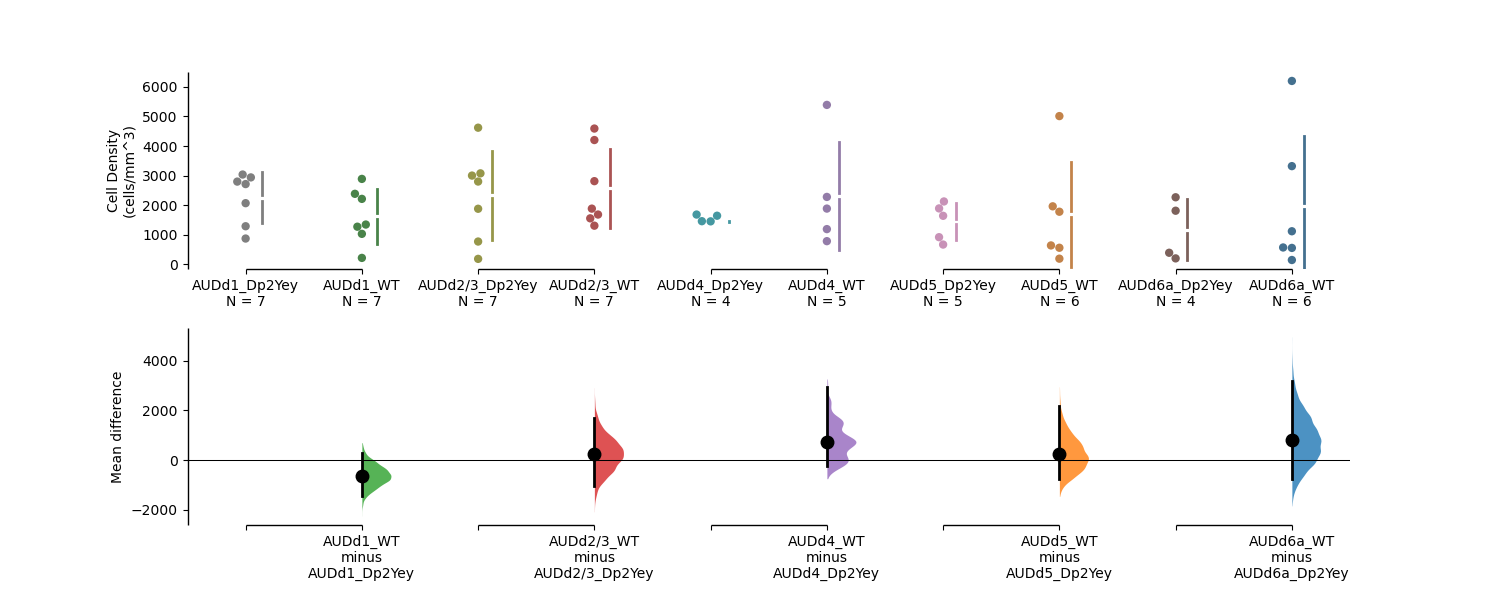 Cell Density
(cells/mm^3)
6000
5000
4000
3000
2000
1000
0
AUDd1_Dp2Yey
N = 7
AUDd1_WT
N = 7
AUDd2/3_Dp2Yey
N = 7
AUDd2/3_WT
N = 7
AUDd4_Dp2Yey
N = 4
AUDd4_WT
N = 5
AUDd5_Dp2Yey
N = 5
AUDd5_WT
N = 6
AUDd6a_Dp2Yey
N = 4
AUDd6a_WT
N = 6
Mean difference
4000
2000
0
−2000
AUDd1_WT
minus
AUDd1_Dp2Yey
AUDd2/3_WT
minus
AUDd2/3_Dp2Yey
AUDd4_WT
minus
AUDd4_Dp2Yey
AUDd5_WT
minus
AUDd5_Dp2Yey
AUDd6a_WT
minus
AUDd6a_Dp2Yey